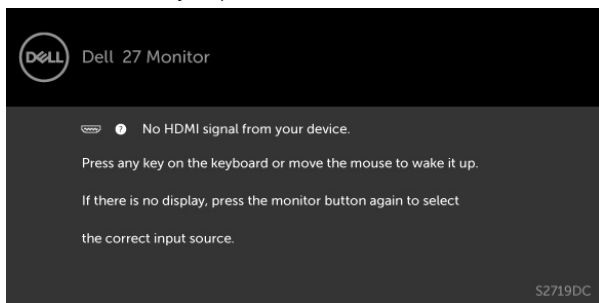 DELL
Dell 27 Monitor
? No HDMI signal from your device.
Press any key on the keyboard or move the mouse to wake it up.
If there is no display, press the monitor button again to select
the correct input source.
S2719DC